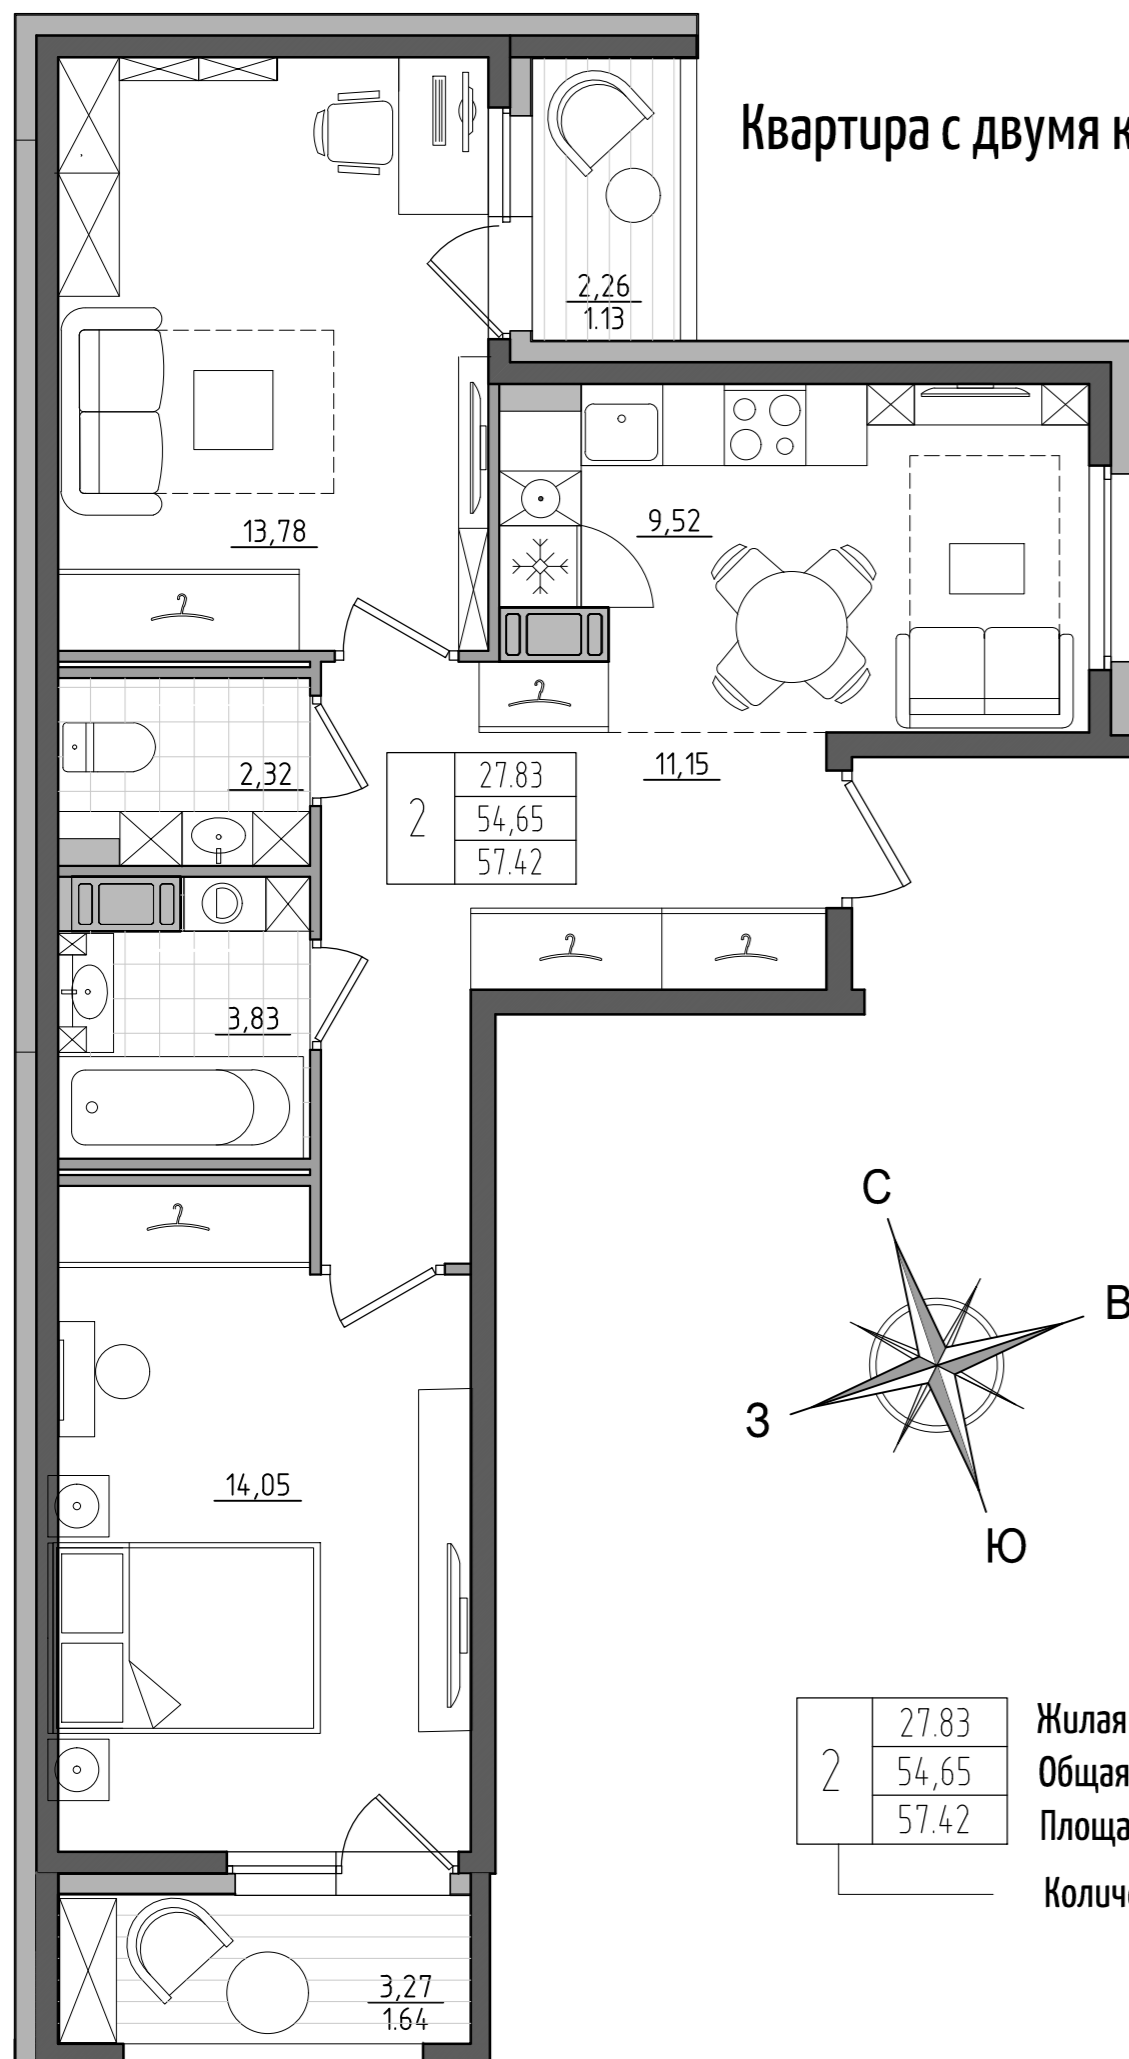 Квартира с двумя к
2,26
1.13
13,78
9,52
2,32
11,15
2
27.83
54,65
57.42
3,83
С
В
З
Ю
14,05
2
27.83
54,65
57.42
Жилая
Общая
Площа
Количе
3,27
1.64